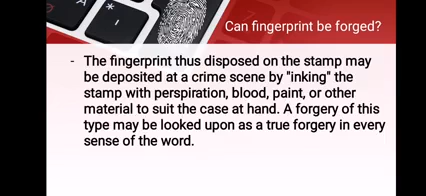 Can fingerprint be forged?
- The fingerprint thus disposed on the stamp may
be deposited at a crime scene by "inking" the
stamp with perspiration, blood, paint, or other
material to suit the case at hand. A forgery of this
type may be looked upon as a true forgery in every
sense of the word.